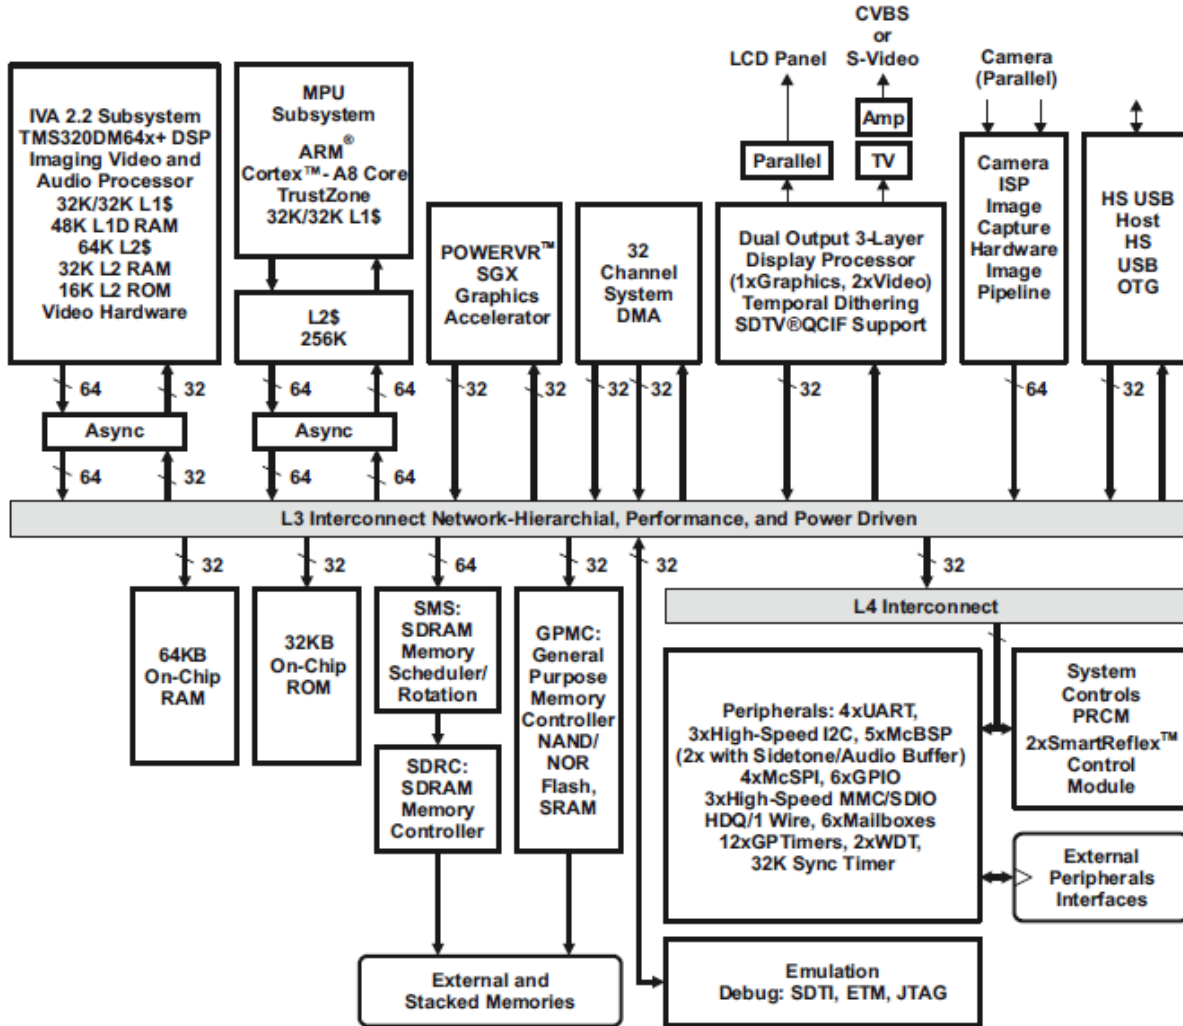 CVBS
or
S-Video
LCD Panel
Camera
(Parallel)
Amp
Parallel
TV
IVA 2.2 Subsystem
TMS320DM64x+ DSP
Imaging Video and
Audio Processor
32K/32K L1$
48K L1D RAM
64K L2$
32K L2 RAM
16K L2 ROM
Video Hardware
MPU
Subsystem
ARM®
Cortex™- A8 Core
TrustZone
32K/32K L1$
L2$
256K
POWERVR™
SGX
Graphics
Accelerator
32
Channel
System
DMA
Dual Output 3-Layer
Display Processor
(1xGraphics, 2xVideo)
Temporal Dithering
SDTV®QCIF Support
Camera
ISP
Image
Capture
Hardware
Image
Pipeline
HS USB
Host
HS
USB
OTG
64
32
64
64
32
32
32
32
32
64
32
Async
Async
64
32
64
64
L3 Interconnect Network-Hierarchial, Performance, and Power Driven
32
32
64
32
32
32
64KB
On-Chip
RAM
32KB
On-Chip
ROM
SMS:
SDRAM
Memory
Scheduler/
Rotation
SDRC:
SDRAM
Memory
Controller
GPMC:
General
Purpose
Memory
Controller
NAND/
NOR
Flash,
SRAM
L4 Interconnect
Peripherals: 4xUART,
3xHigh-Speed I2C, 5xMcBSP
(2x with Sidetone/Audio Buffer)
4xMcSPI, 6xGPIO
3xHigh-Speed MMC/SDIO
HDQ/1 Wire, 6xMailboxes
12xGPTimers, 2xWDT,
32K Sync Timer
System
Controls
PRCM
2xSmartReflex™
Control
Module
External
Peripherals
Interfaces
External and
Stacked Memories
Emulation
Debug: SDTI, ETM, JTAG